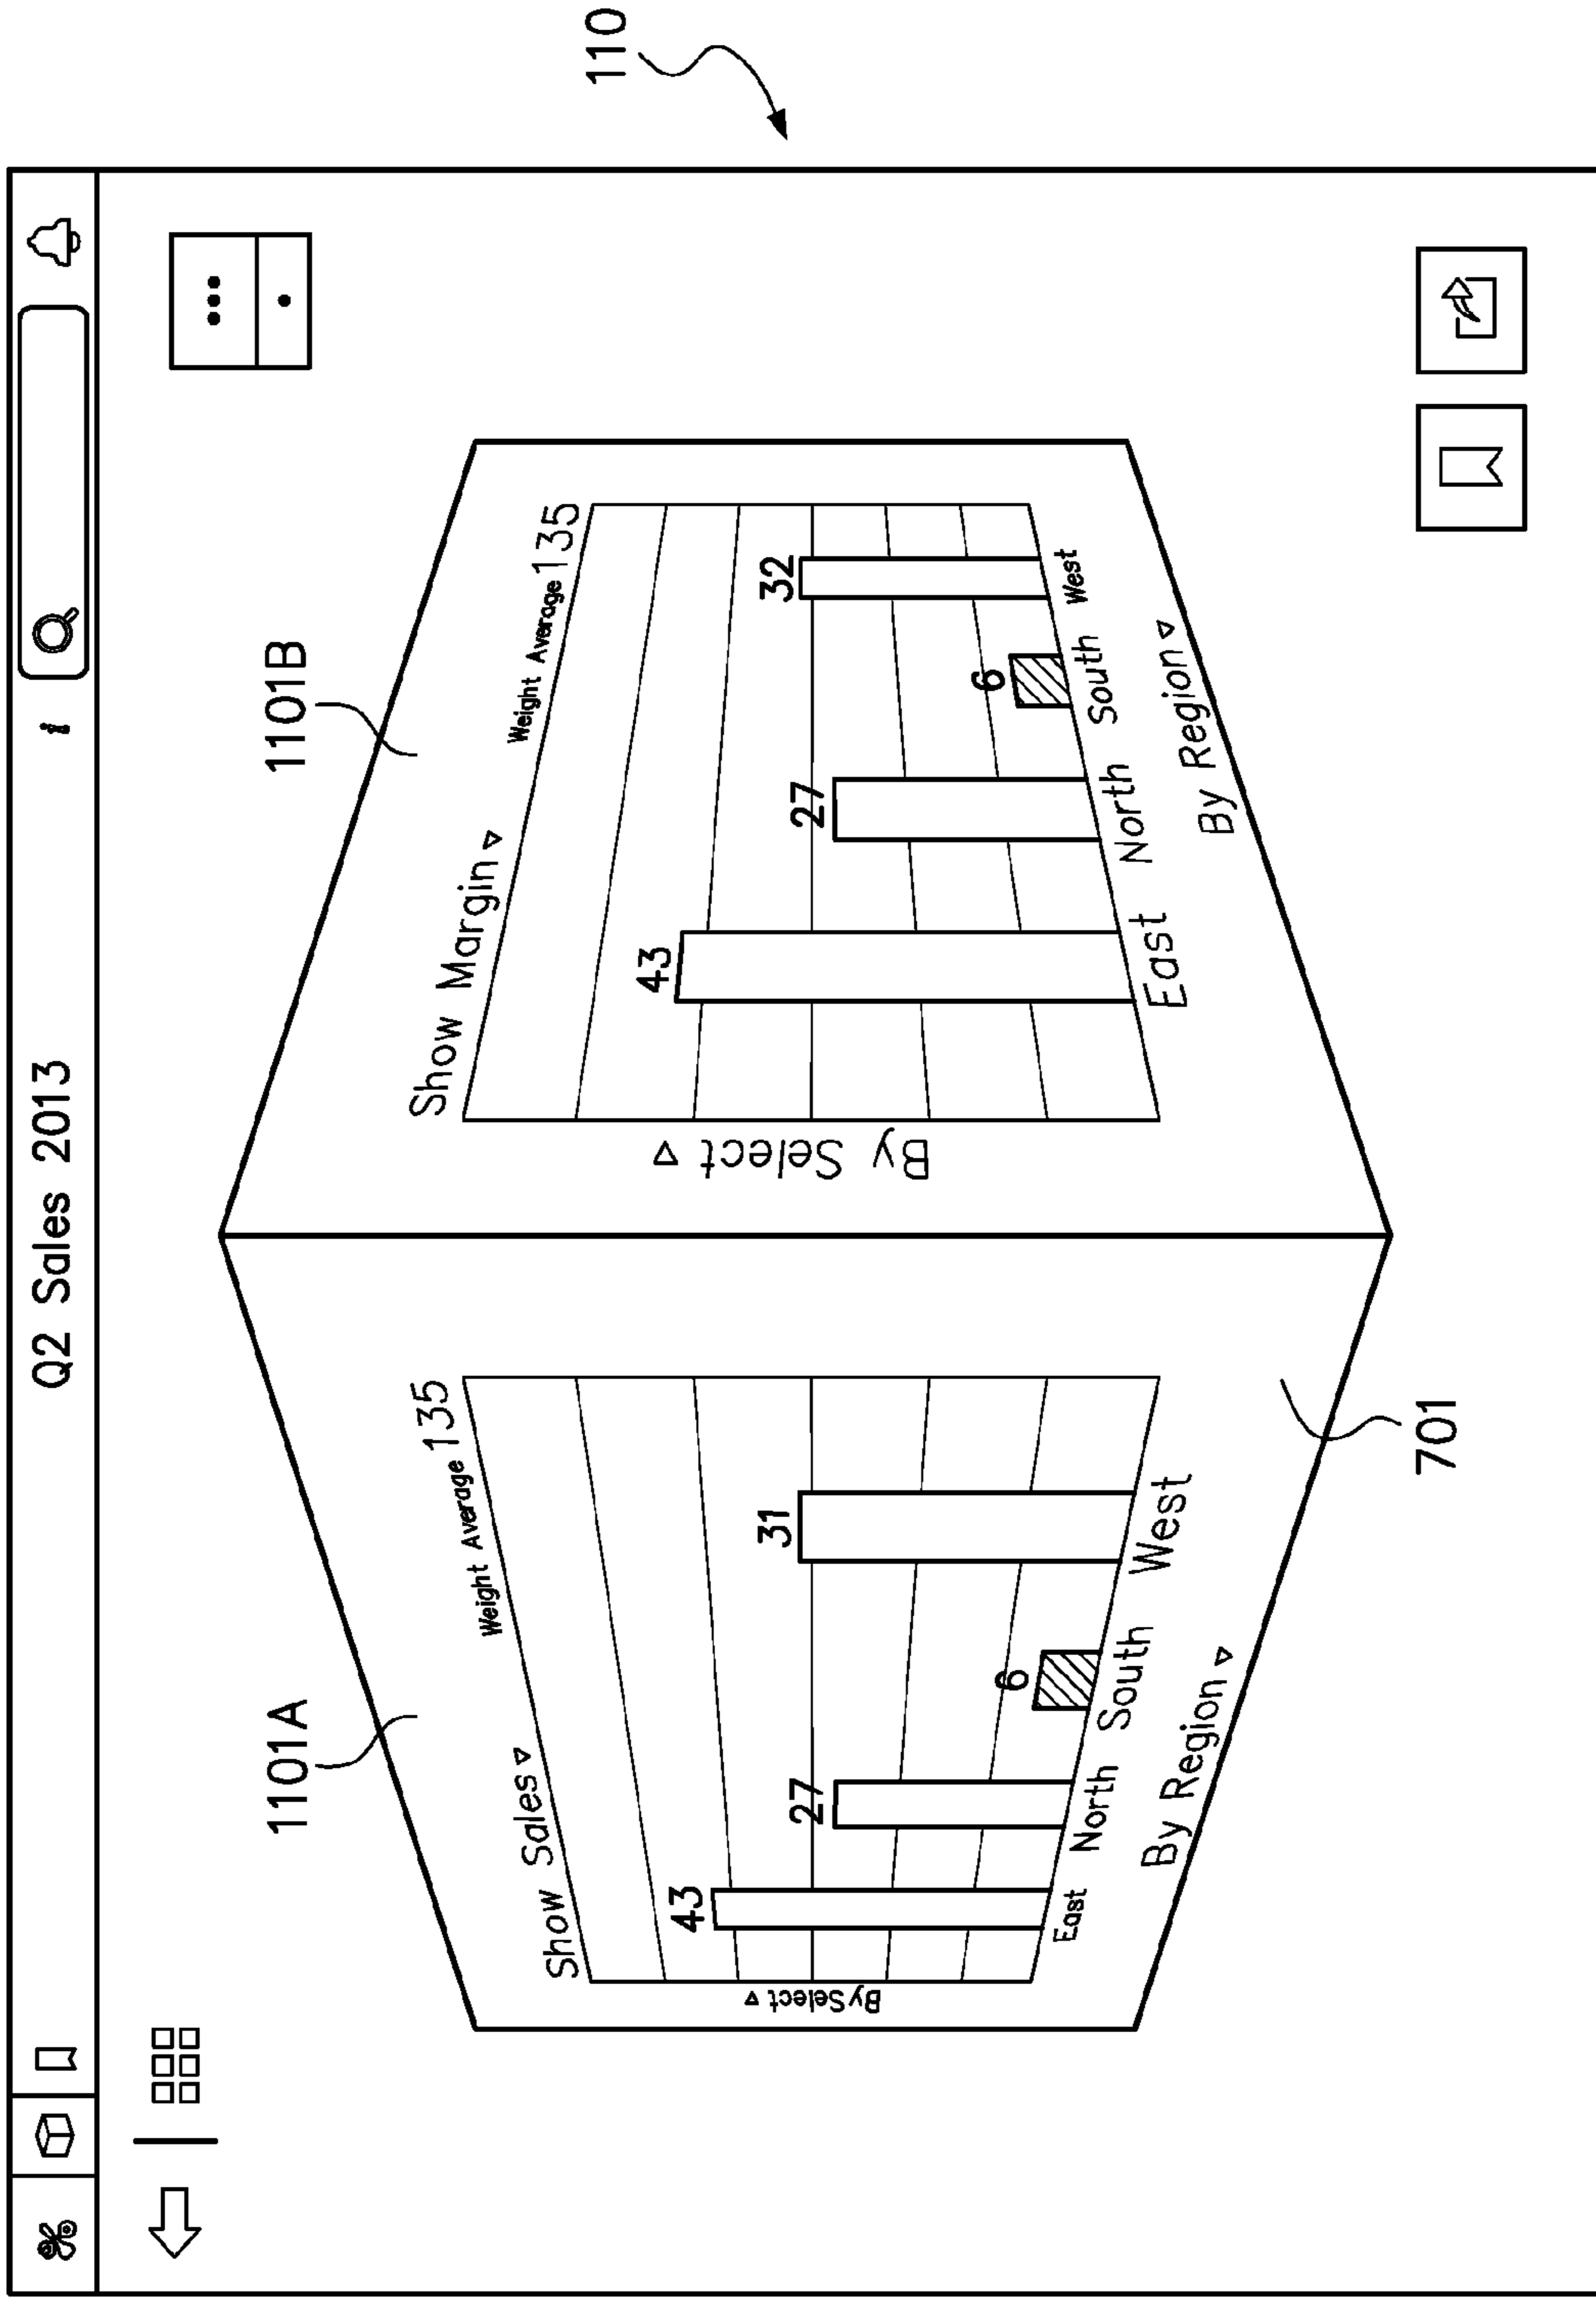 Q2 Sales 2013
i
110
1101A
1101B
Show Sales ▿
Weight Average 135
By Select ▿
43
27
6
31
East
North
South
West
By Region ▿
Show Margin ▿
Weight Average 135
By Select ▿
43
27
6
32
East
North
South
West
By Region ▿
701